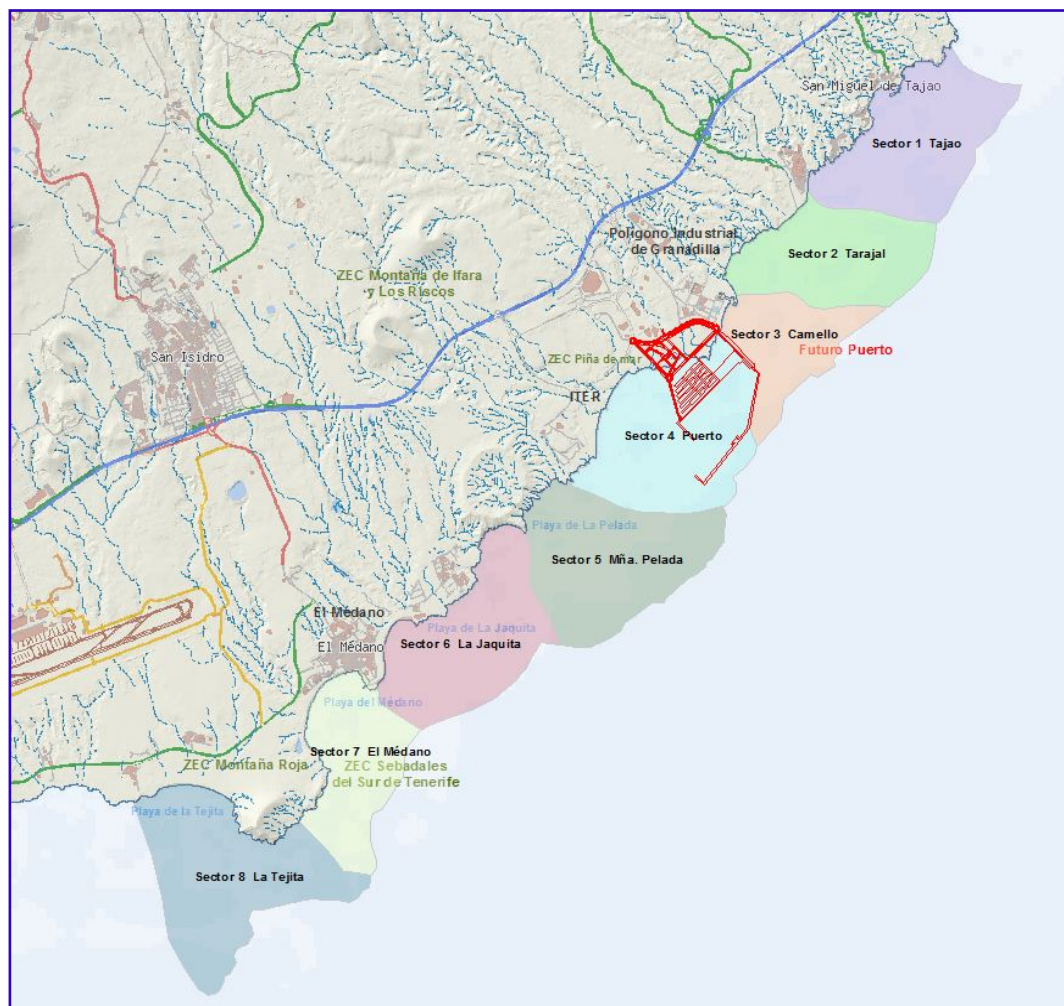 San Miguel de Tajao
Sector 1 Tajao
Polígono Industrial
de Granadilla
Sector 2 Tarajal
ZEC Montaña de Ifara
y Los Riscos
Sector 3 Camello
Futuro Puerto
San Isidro
ZEC Piña de mar
ITER
Sector 4 Puerto
Playa de La Pelada
Sector 5 Mña. Pelada
El Médano
Playa de La Jaquita
El Médano
Sector 6 La Jaquita
Playa del Médano
Sector 7 El Médano
ZEC Montaña Roja
ZEC Sebadales
del Sur de Tenerife
Playa de la Tejita
Sector 8 La Tejita